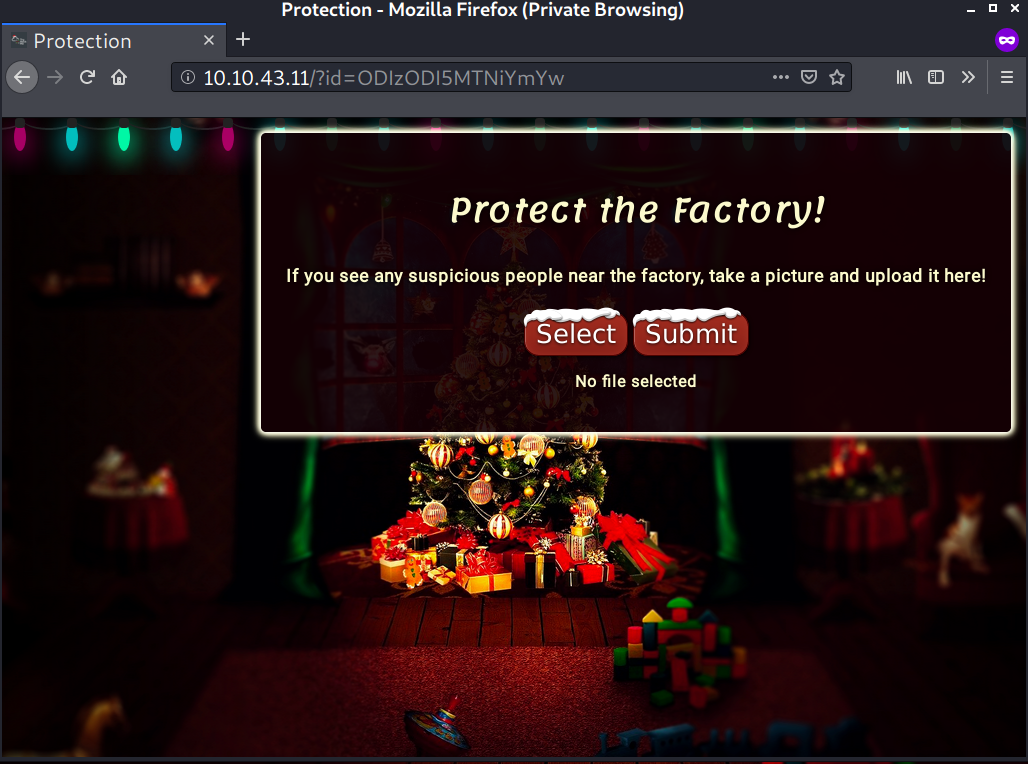 Protection - Mozilla Firefox (Private Browsing)
Protection
10.10.43.11/?id=ODIzODI5MTNiYmYw
Protect the Factory!
If you see any suspicious people near the factory, take a picture and upload it here!
Select Submit
No file selected